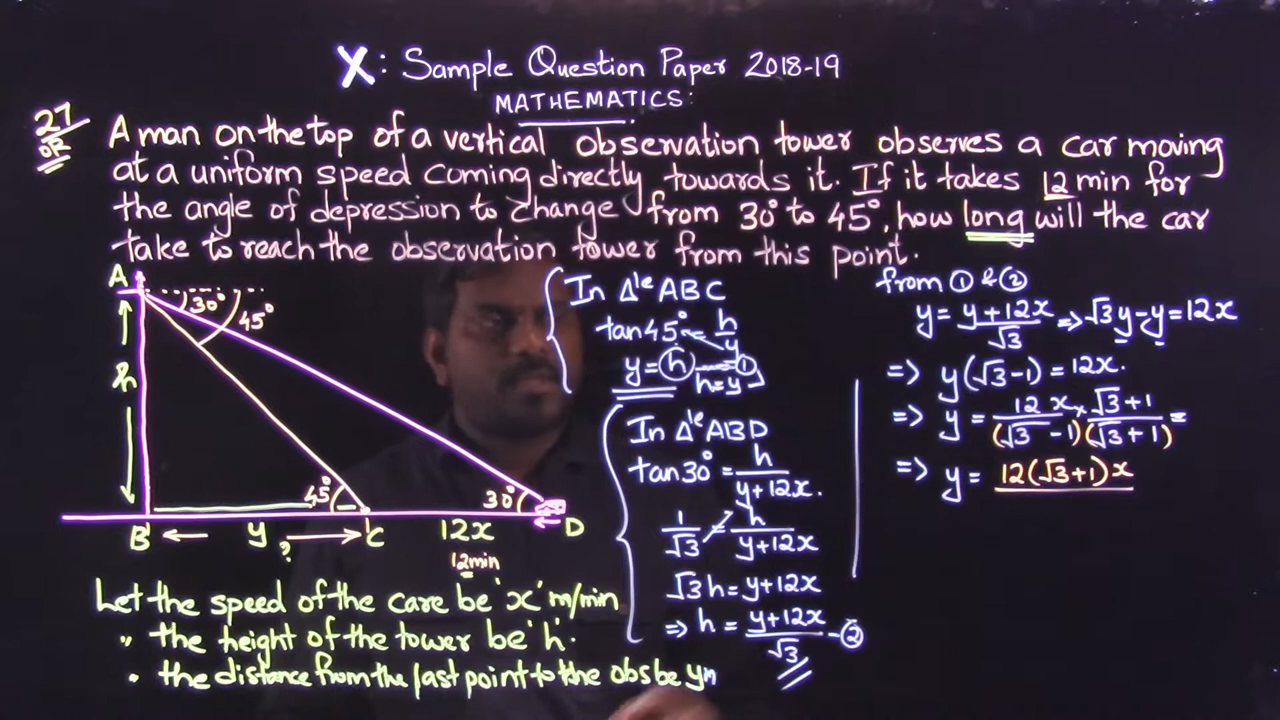 X: Sample Question Paper 2018-19
MATHEMATICS:
27
OR
A man on the top of a vertical observation tower observes a car moving
at a uniform speed coming directly towards it. If it takes 12 min for
the angle of depression to change from 30° to 45°, how long will the car
take to reach the observation tower from this point.
A
30°
45°
h
45°
30°
B
y
?
C
12x
12min
D
Let the speed of the care be 'x' m/min
" the height of the tower be 'h'.
" the distance from the last point to the obs be ym
In Δle ABC
tan45° = h/y
y = h — ①
h = y
In Δle ABD
tan30° = h/y+12x.
1/√3 = h/y+12x
√3h = y+12x
=> h = y+12x/√3 - ②
from ① & ②
y = y+12x/√3 => √3y-y = 12x
=> y(√3-1) = 12x.
=> y = 12x/(√3-1) × √3+1/(√3+1) =
=> y = 12(√3+1)x